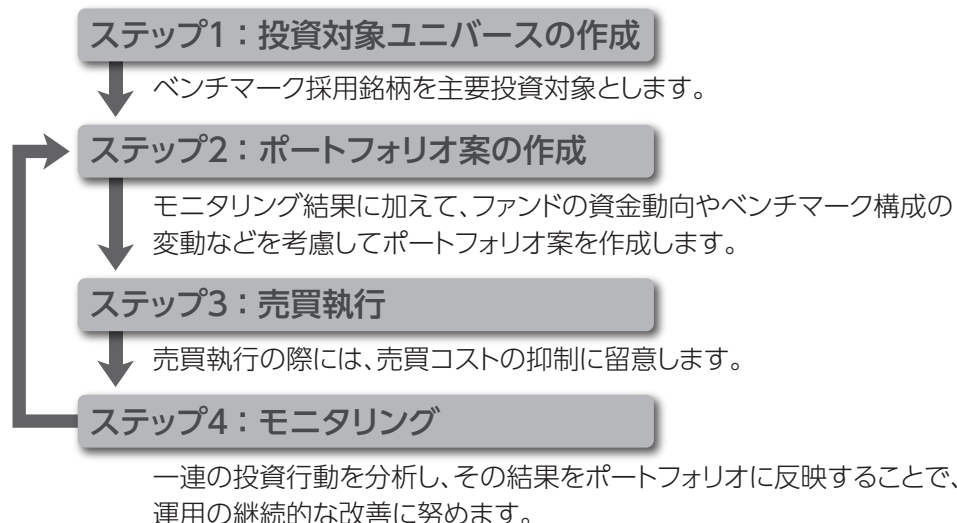 ステップ1：投資対象ユニバースの作成
ベンチマーク採用銘柄を主要投資対象とします。
ステップ2：ポートフォリオ案の作成
モニタリング結果に加えて、ファンドの資金動向やベンチマーク構成の
変動などを考慮してポートフォリオ案を作成します。
ステップ3：売買執行
売買執行の際には、売買コストの抑制に留意します。
ステップ4：モニタリング
一連の投資行動を分析し、その結果をポートフォリオに反映することで、
運用の継続的な改善に努めます。